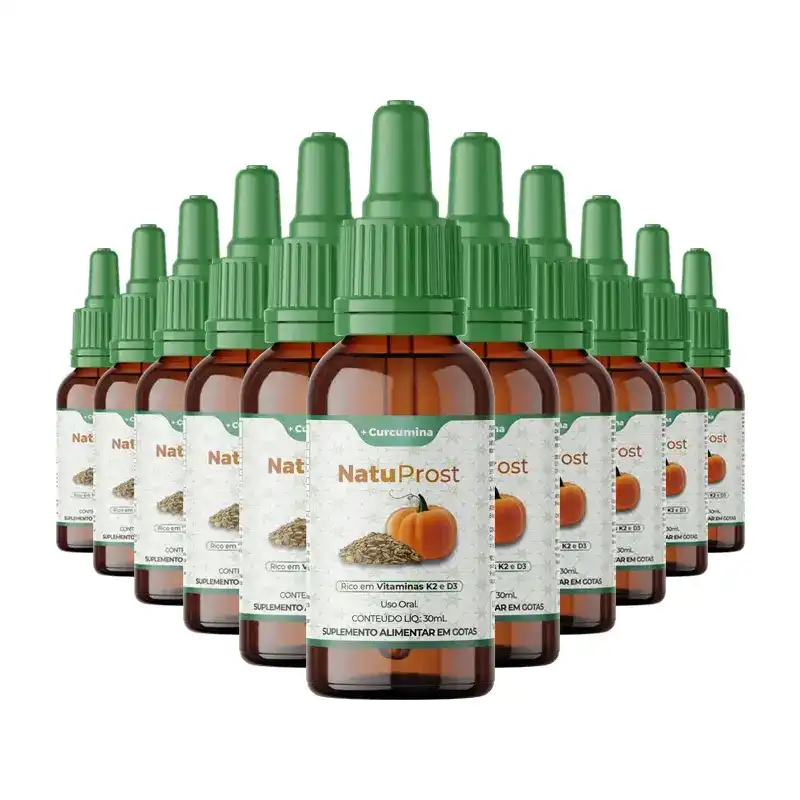 + Curcumina
NatuProst
Rico em Vitaminas K2 e D3
Uso Oral.
CONTEÚDO LÍQ.: 30mL
SUPLEMENTO ALIMENTAR EM GOTAS